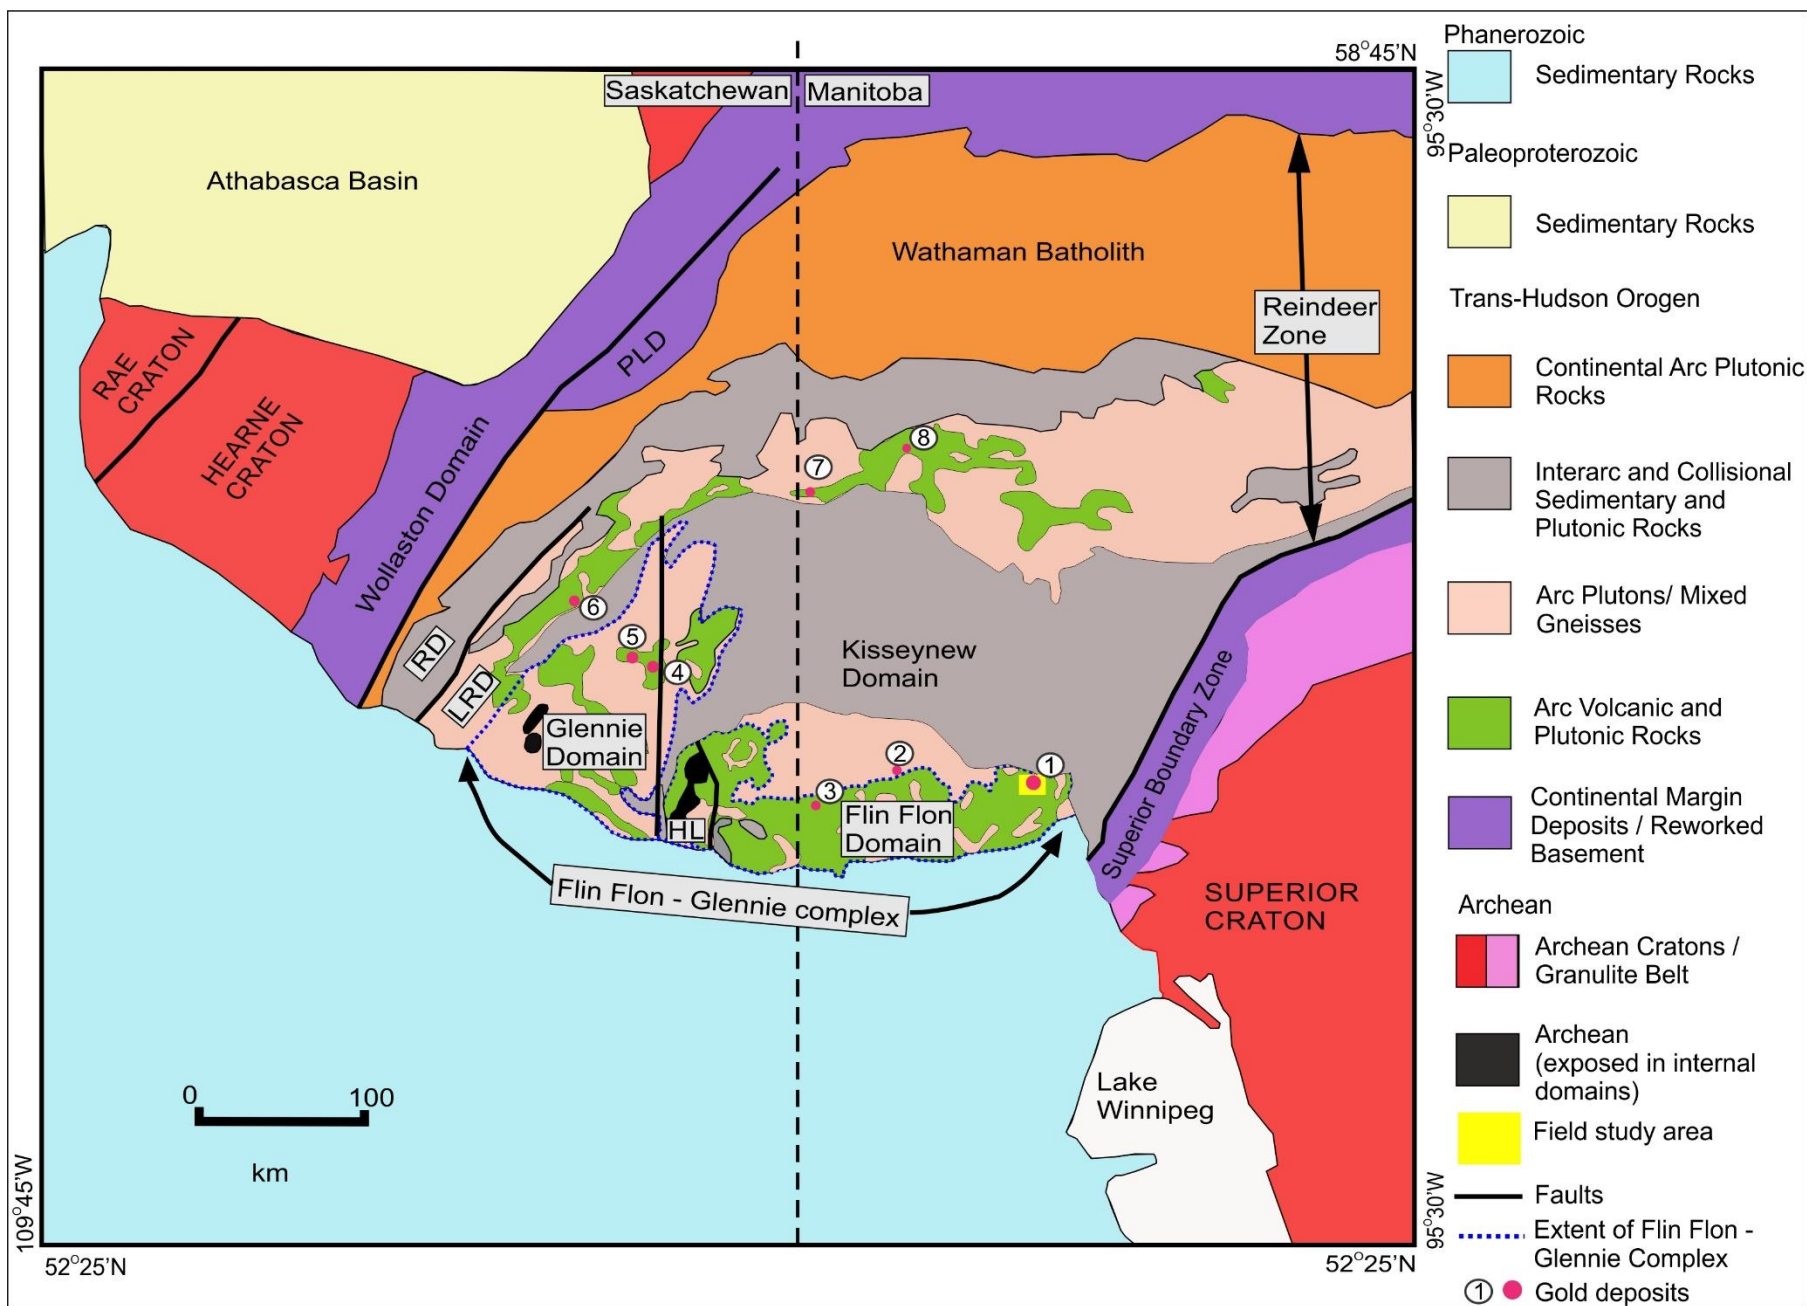 58°45'N
95°30'W
Saskatchewan
Manitoba
Athabasca Basin
Wathaman Batholith
Reindeer
Zone
RAE
CRATON
HEARNE
CRATON
PLD
Wollaston Domain
8
7
6
5
4
RD
LRD
Kisseynew
Domain
Glennie
Domain
2
1
3
HL
Flin Flon
Domain
Superior Boundary Zone
Flin Flon - Glennie complex
SUPERIOR
CRATON
Lake
Winnipeg
0 100
km
109°45'W
52°25'N
95°30'W
52°25'N
Phanerozoic
Sedimentary Rocks
Paleoproterozoic
Sedimentary Rocks
Trans-Hudson Orogen
Continental Arc Plutonic
Rocks
Interarc and Collisional
Sedimentary and
Plutonic Rocks
Arc Plutons/ Mixed
Gneisses
Arc Volcanic and
Plutonic Rocks
Continental Margin
Deposits / Reworked
Basement
Archean
Archean Cratons /
Granulite Belt
Archean
(exposed in internal
domains)
Field study area
Faults
Extent of Flin Flon -
Glennie Complex
1 Gold deposits